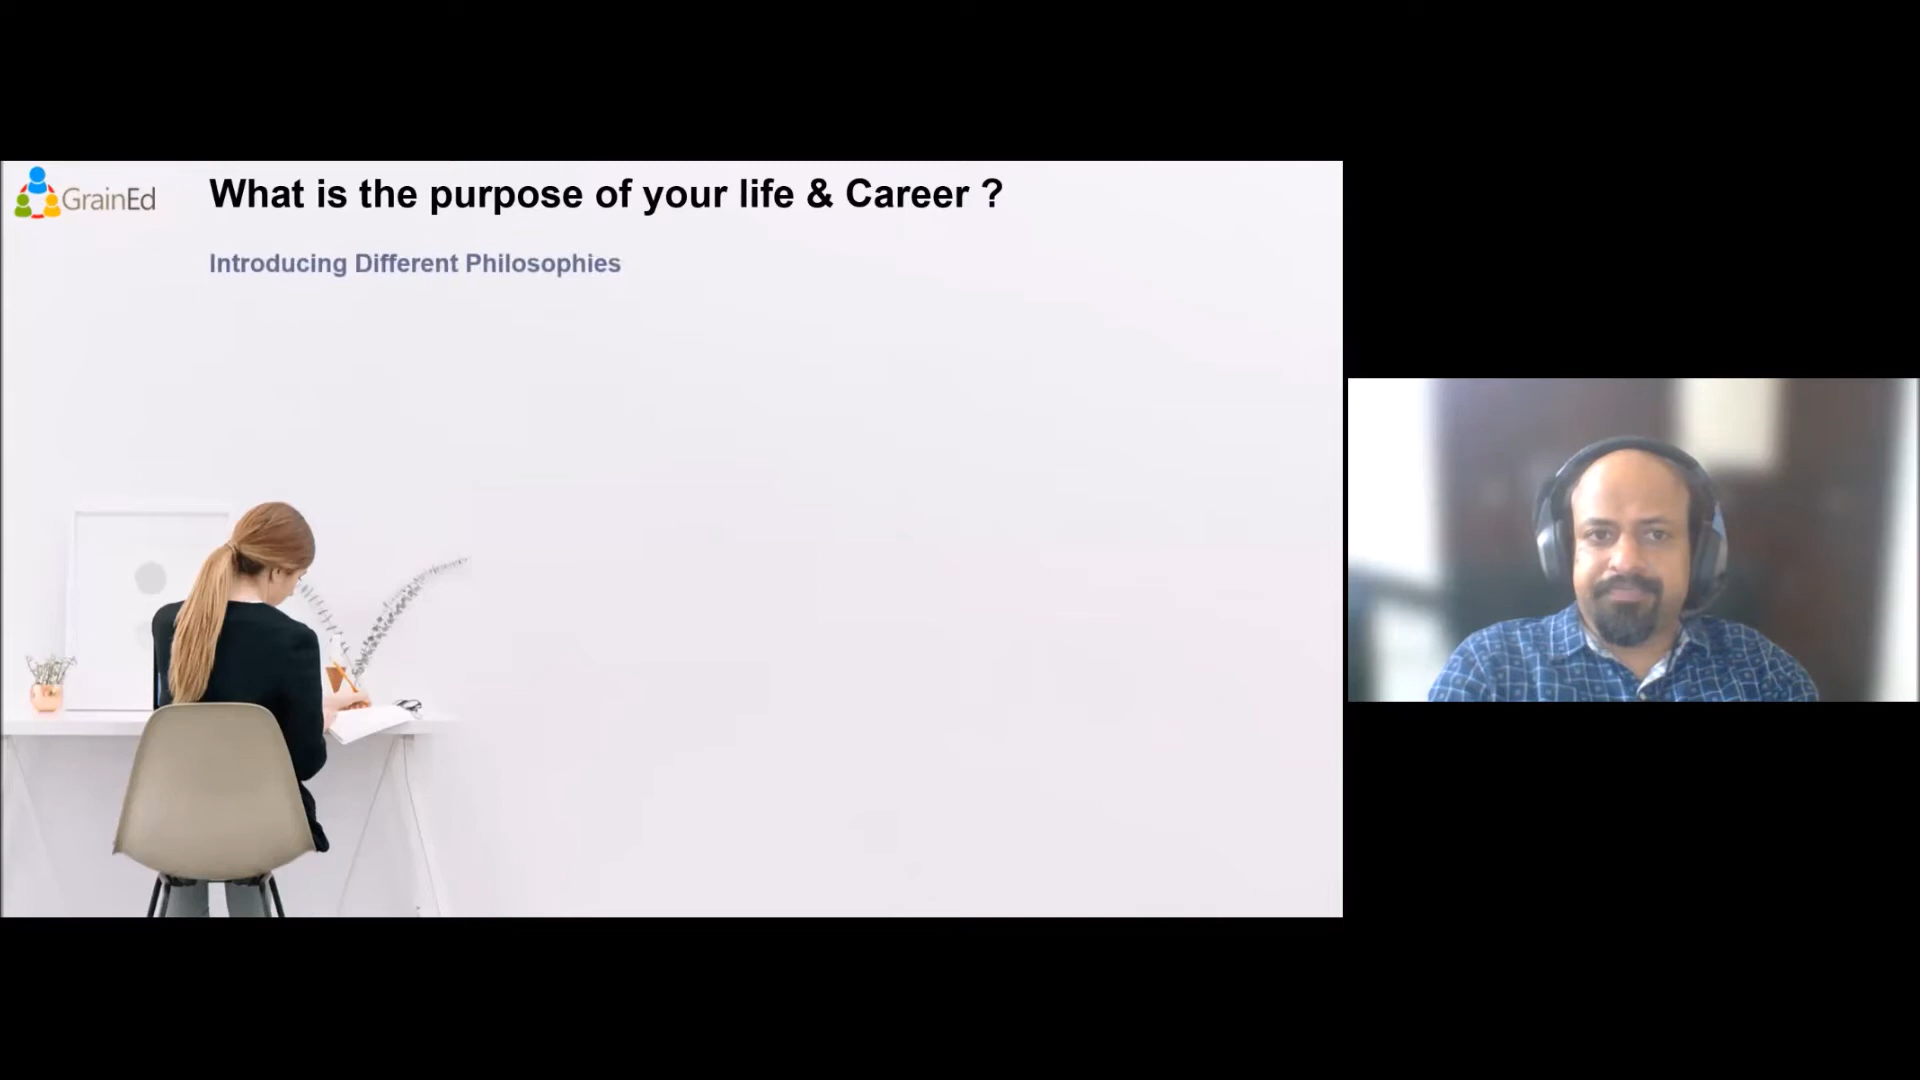 GrainEd
What is the purpose of your life & Career ?
Introducing Different Philosophies